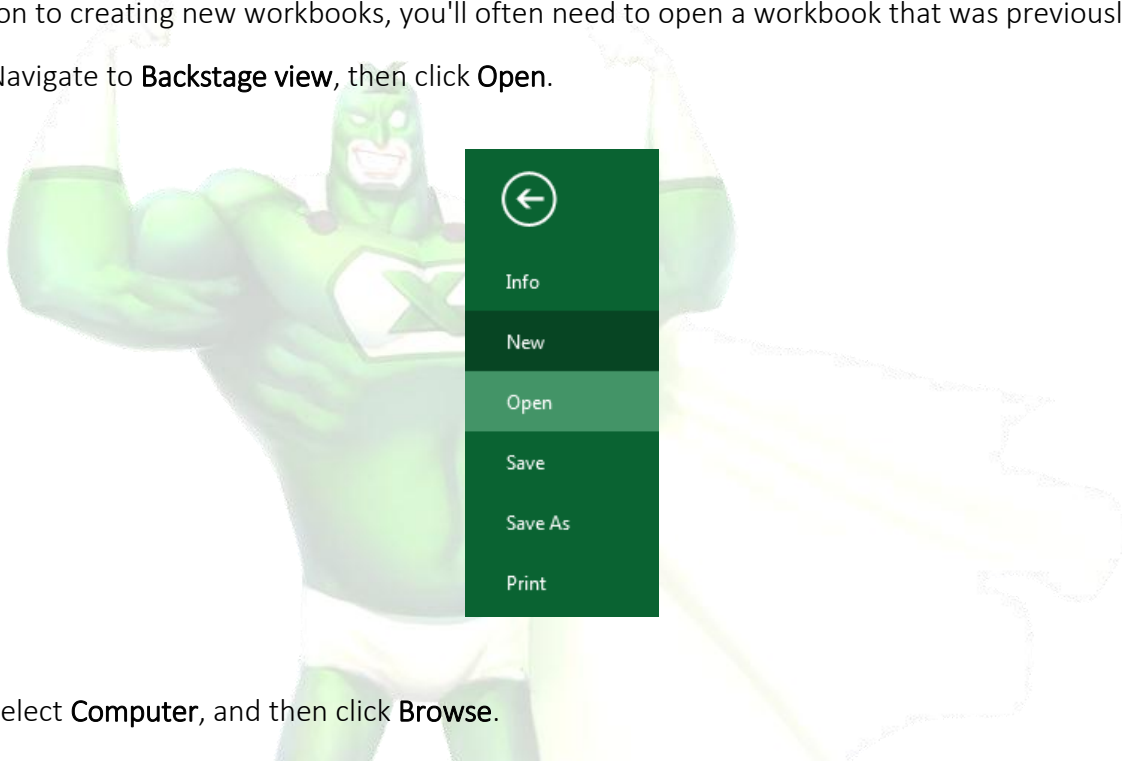 on to creating new workbooks, you'll often need to open a workbook that was previousl
Navigate to Backstage view, then click Open.
Info
New
Open
Save
Save As
Print
elect Computer, and then click Browse.